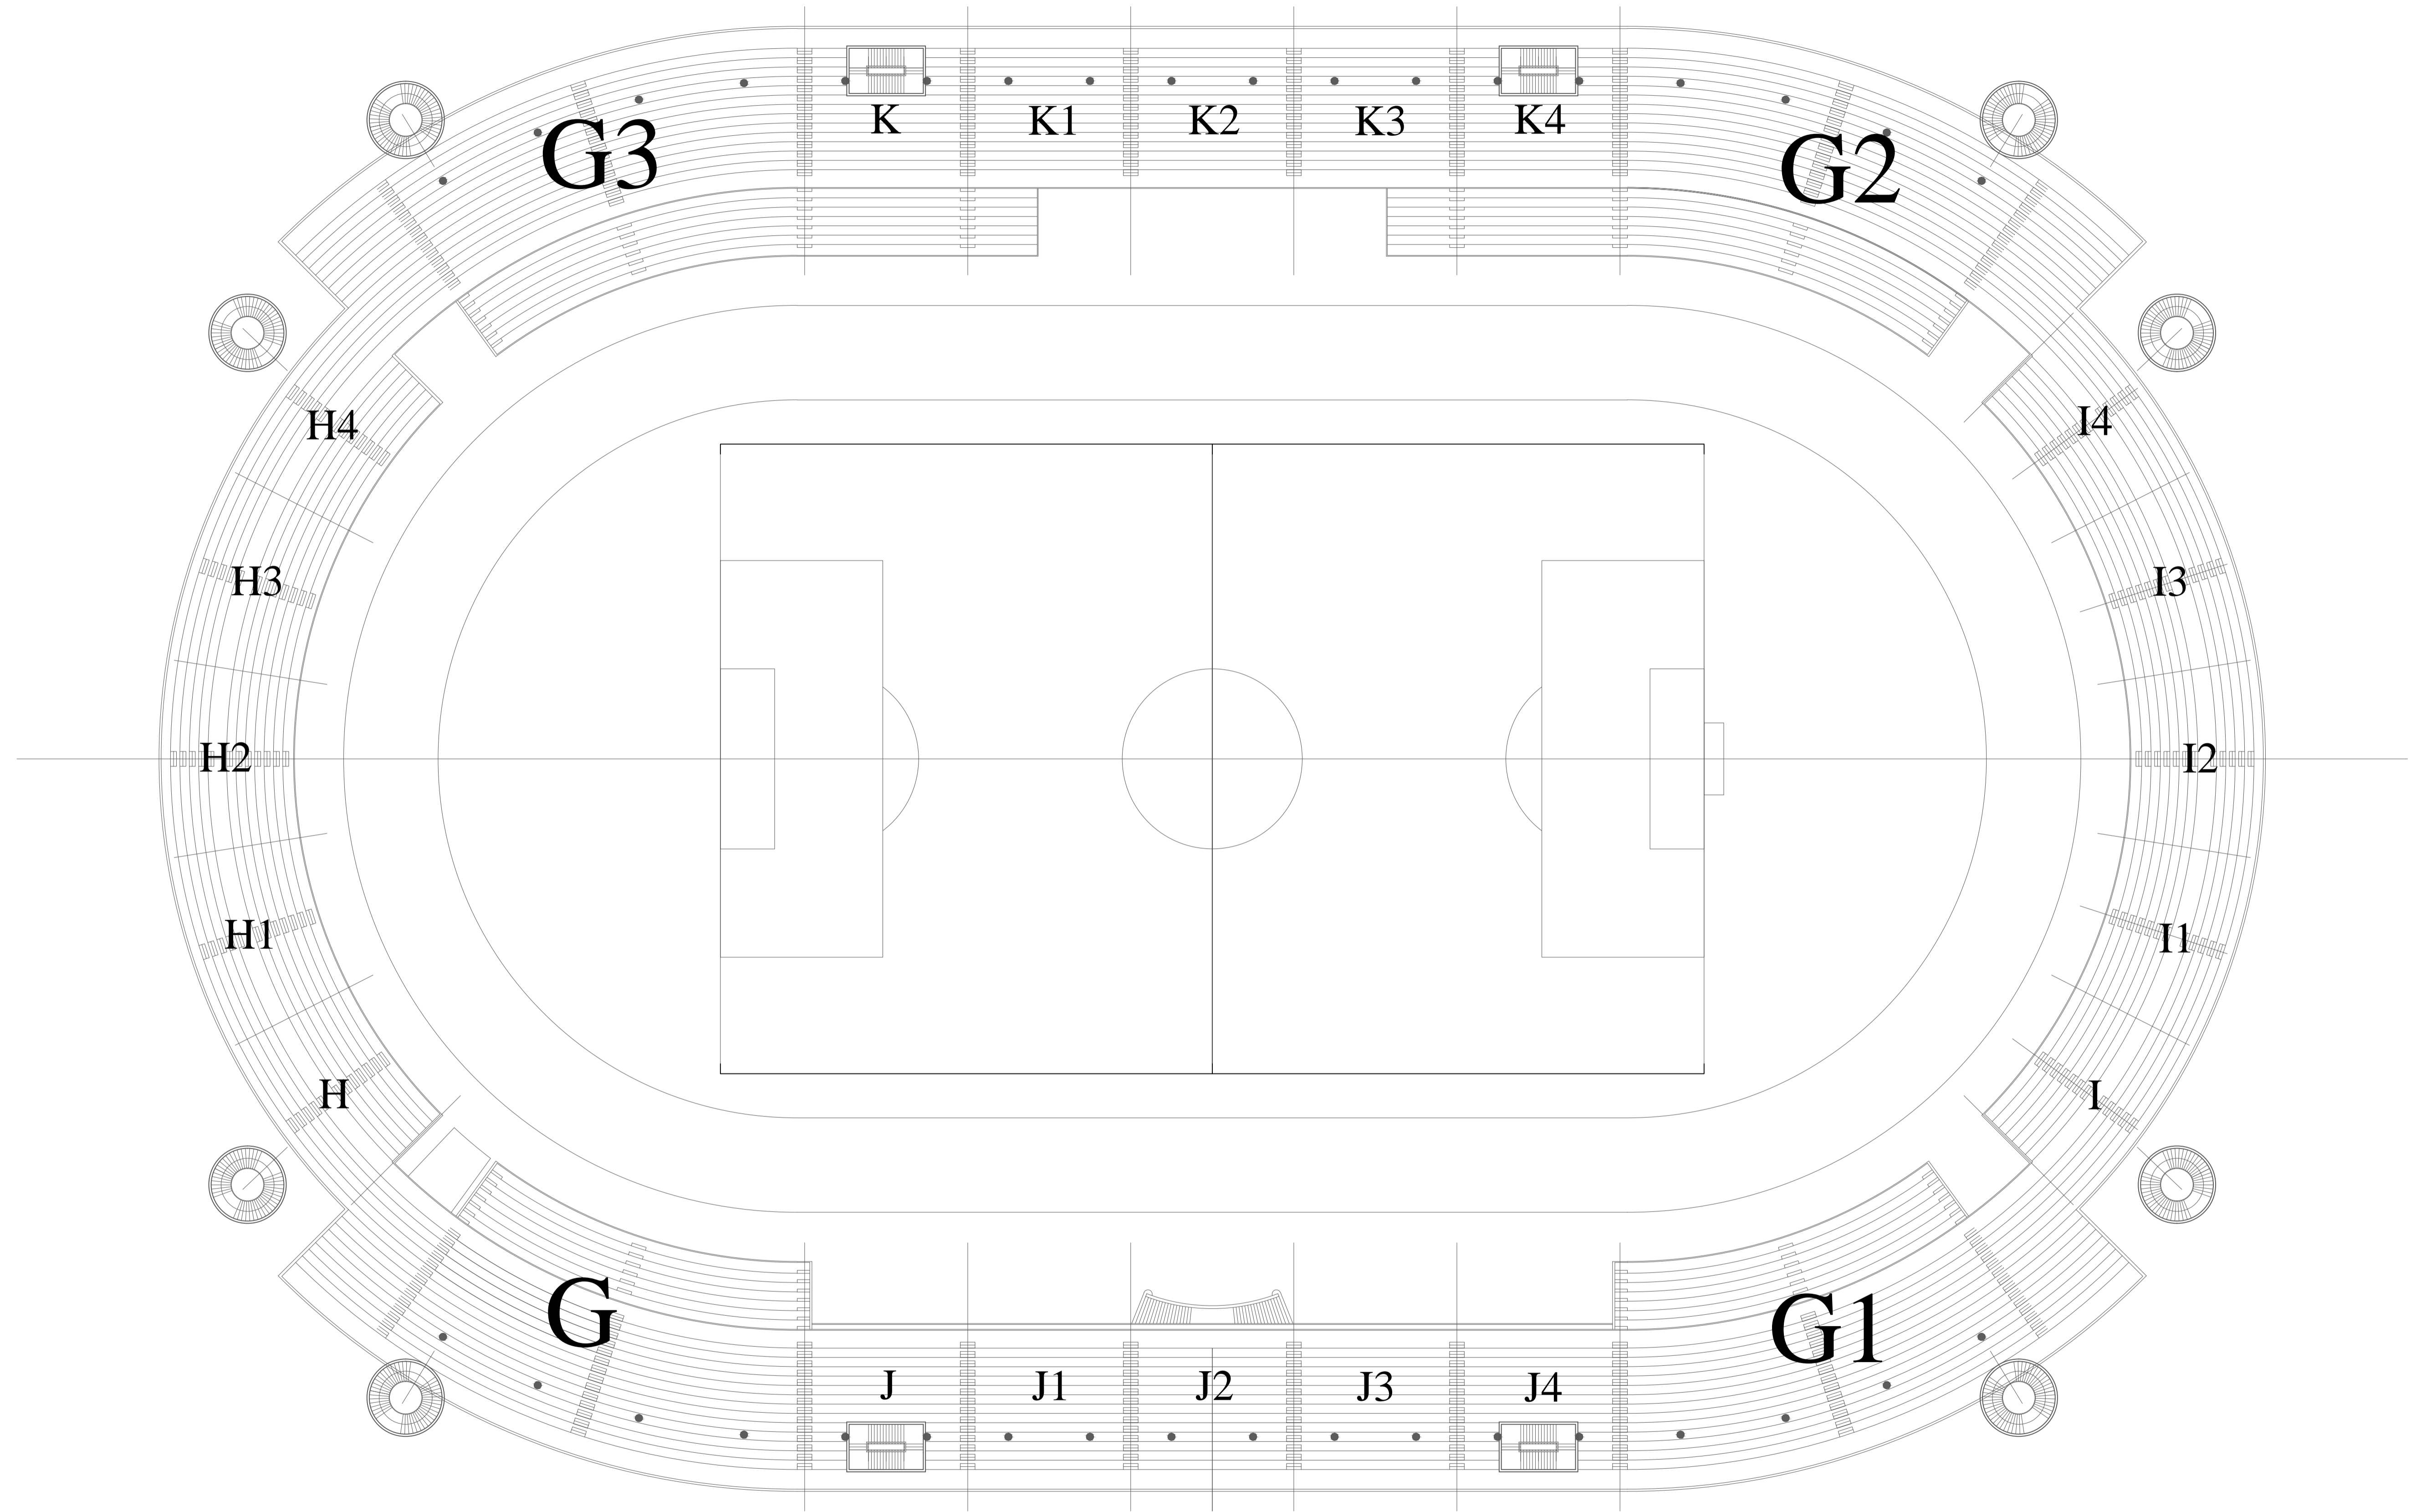 K K1 K2 K3 K4
G3 G2
H4 I4
H3 I3
H2 I2
H1 I1
H I
G G1
J J1 J2 J3 J4